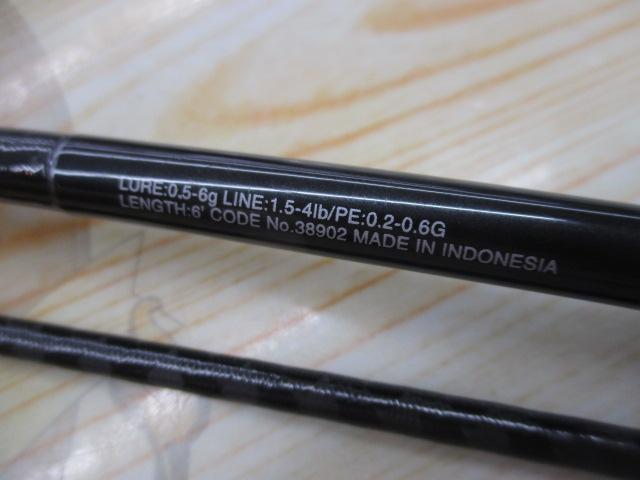 LURE:0.5-6g LINE:1.5-4lb/PE:0.2-0.6G
LENGTH:6' CODE No.38902 MADE IN INDONESIA